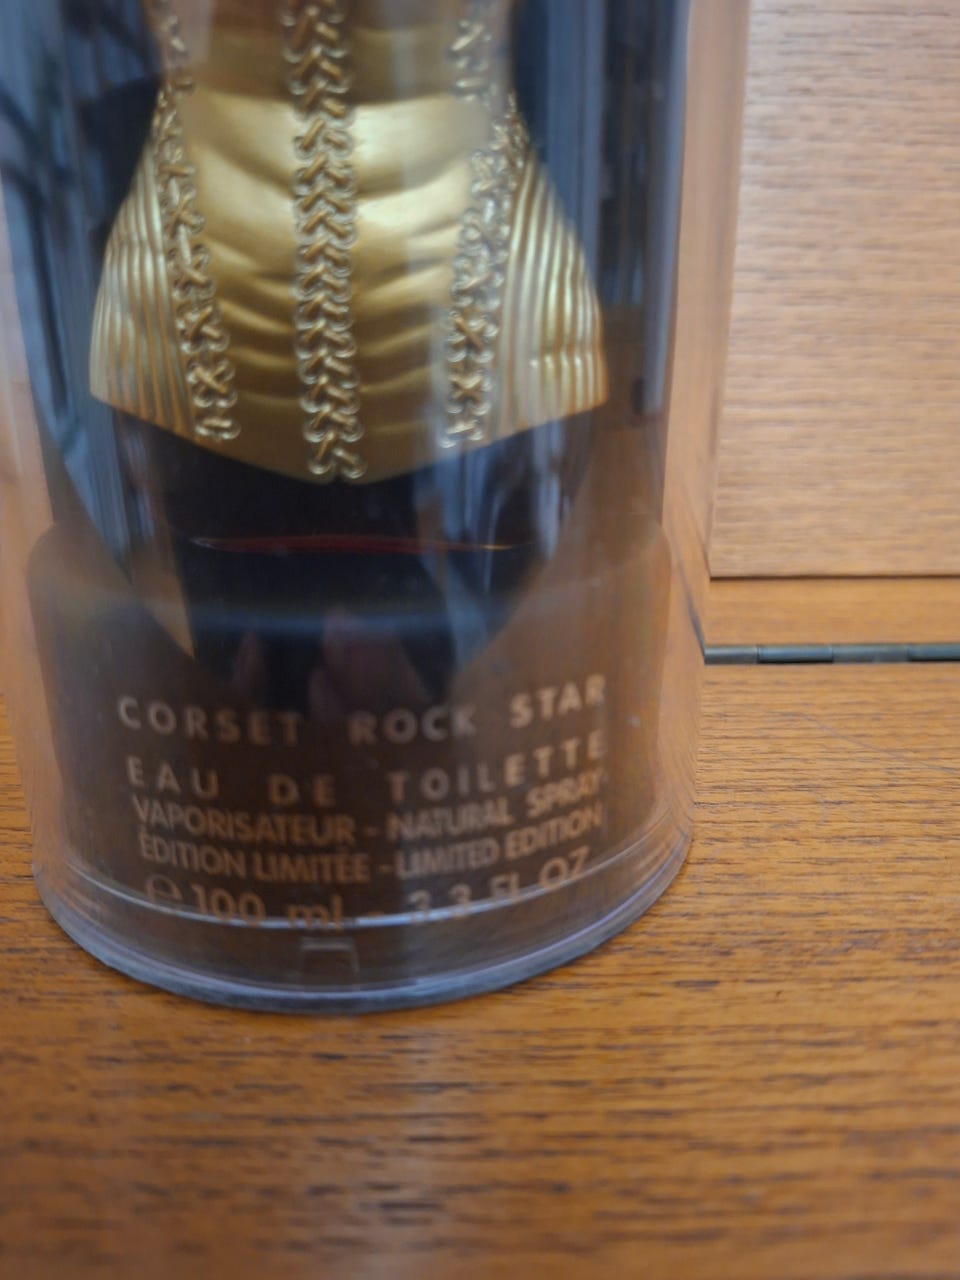 CORSET ROCK STAR
EAU DE TOILETTE
VAPORISATEUR - NATURAL SPRAY
ÉDITION LIMITÉE - LIMITED EDITION
℮ 100 ml - 3.3 FL OZ